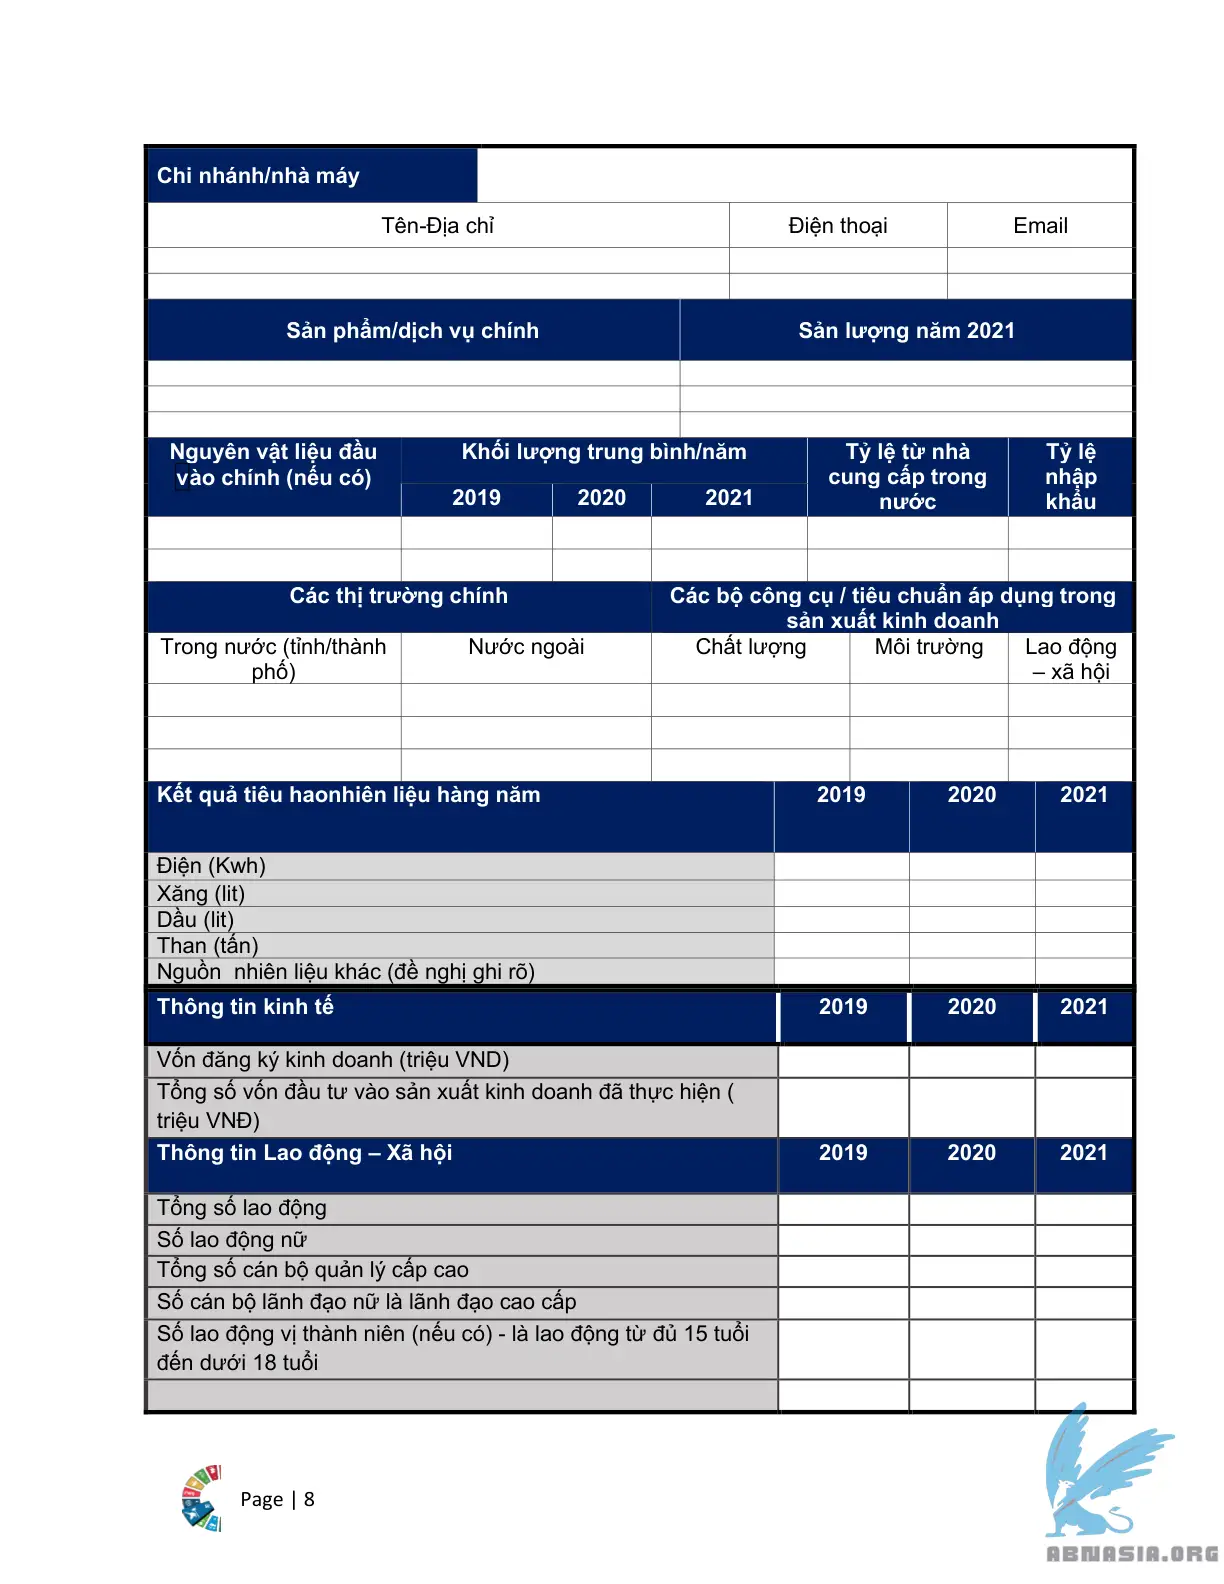 Chi nhánh/nhà máy
Tên-Địa chỉ Điện thoại Email
Sản phẩm/dịch vụ chính Sản lượng năm 2021
Nguyên vật liệu đầu vào chính (nếu có) Khối lượng trung bình/năm Tỷ lệ từ nhà cung cấp trong nước Tỷ lệ nhập khẩu
2019 2020 2021
Các thị trường chính Các bộ công cụ / tiêu chuẩn áp dụng trong
sản xuất kinh doanh
Trong nước (tỉnh/thành Nước ngoài Chất lượng Môi trường Lao động
phố) – xã hội
Kết quả tiêu haonhiên liệu hàng năm 2019 2020 2021
Điện (Kwh)
Xăng (lit)
Dầu (lit)
Than (tấn)
Nguồn  nhiên liệu khác (đề nghị ghi rõ)
Thông tin kinh tế 2019 2020 2021
Vốn đăng ký kinh doanh (triệu VND)
Tổng số vốn đầu tư vào sản xuất kinh doanh đã thực hiện (
triệu VNĐ)
Thông tin Lao động – Xã hội 2019 2020 2021
Tổng số lao động
Số lao động nữ
Tổng số cán bộ quản lý cấp cao
Số cán bộ lãnh đạo nữ là lãnh đạo cao cấp
Số lao động vị thành niên (nếu có) - là lao động từ đủ 15 tuổi
đến dưới 18 tuổi
Page | 8
ABNASIA.ORG